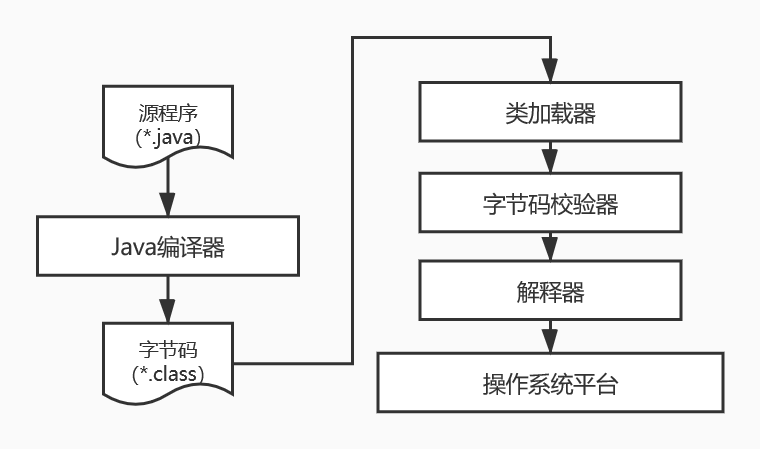 源程序
(*.java)
Java编译器
字节码
(*.class)
类加载器
字节码校验器
解释器
操作系统平台